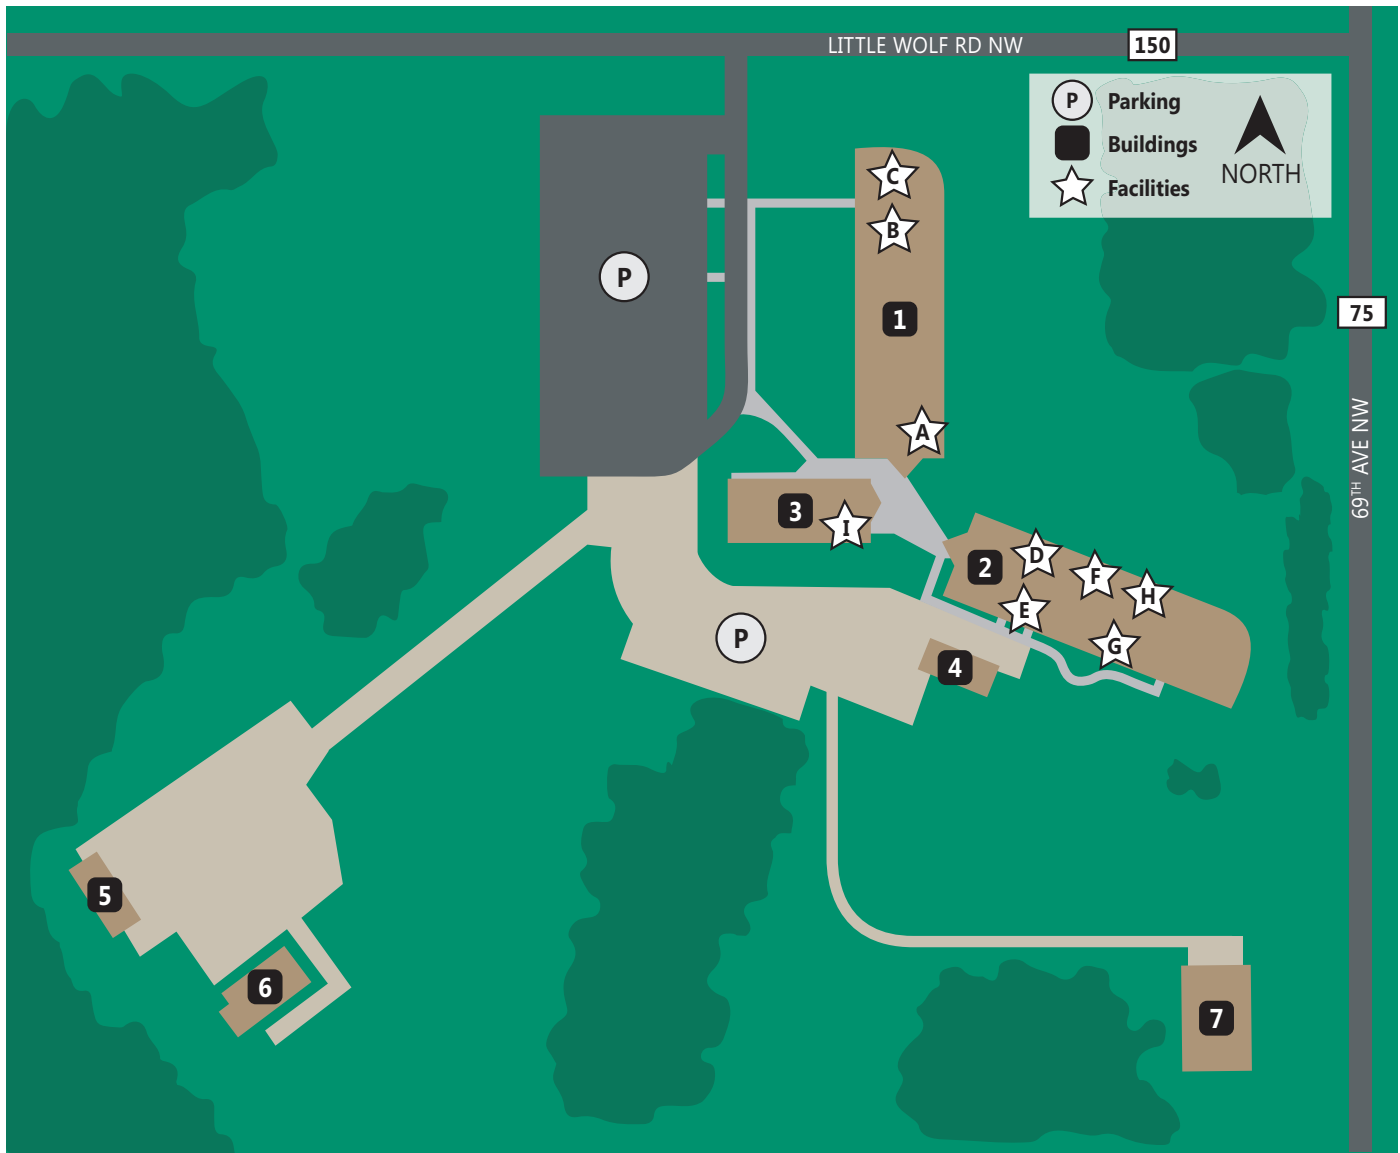 LITTLE WOLF RD NW
150
P Parking
Buildings
Facilities
NORTH
C
B
P
1
75
A
69TH AVE NW
3
I
2
D
F
H
E
G
P
4
5
6
7